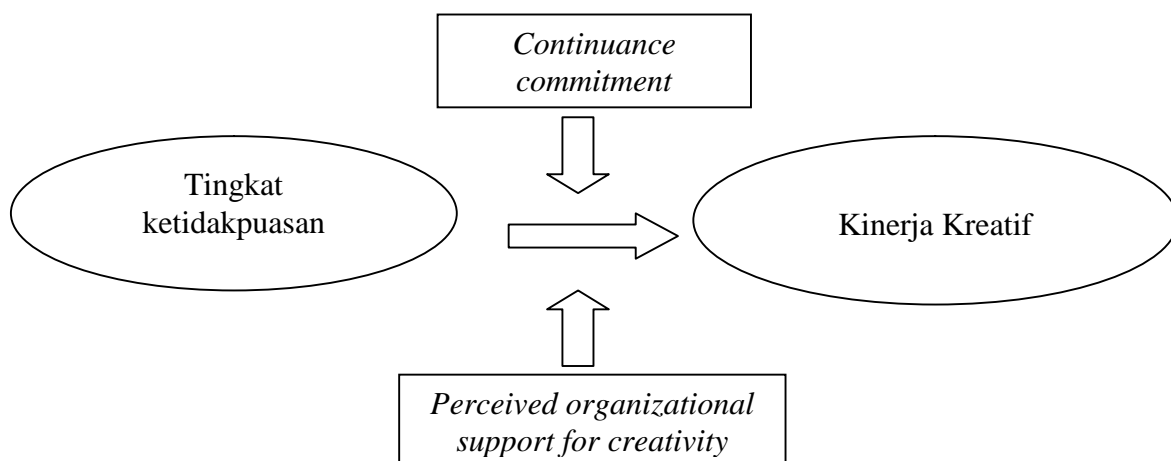 Continuance
commitment
Tingkat
ketidakpuasan
Kinerja Kreatif
Perceived organizational
support for creativity